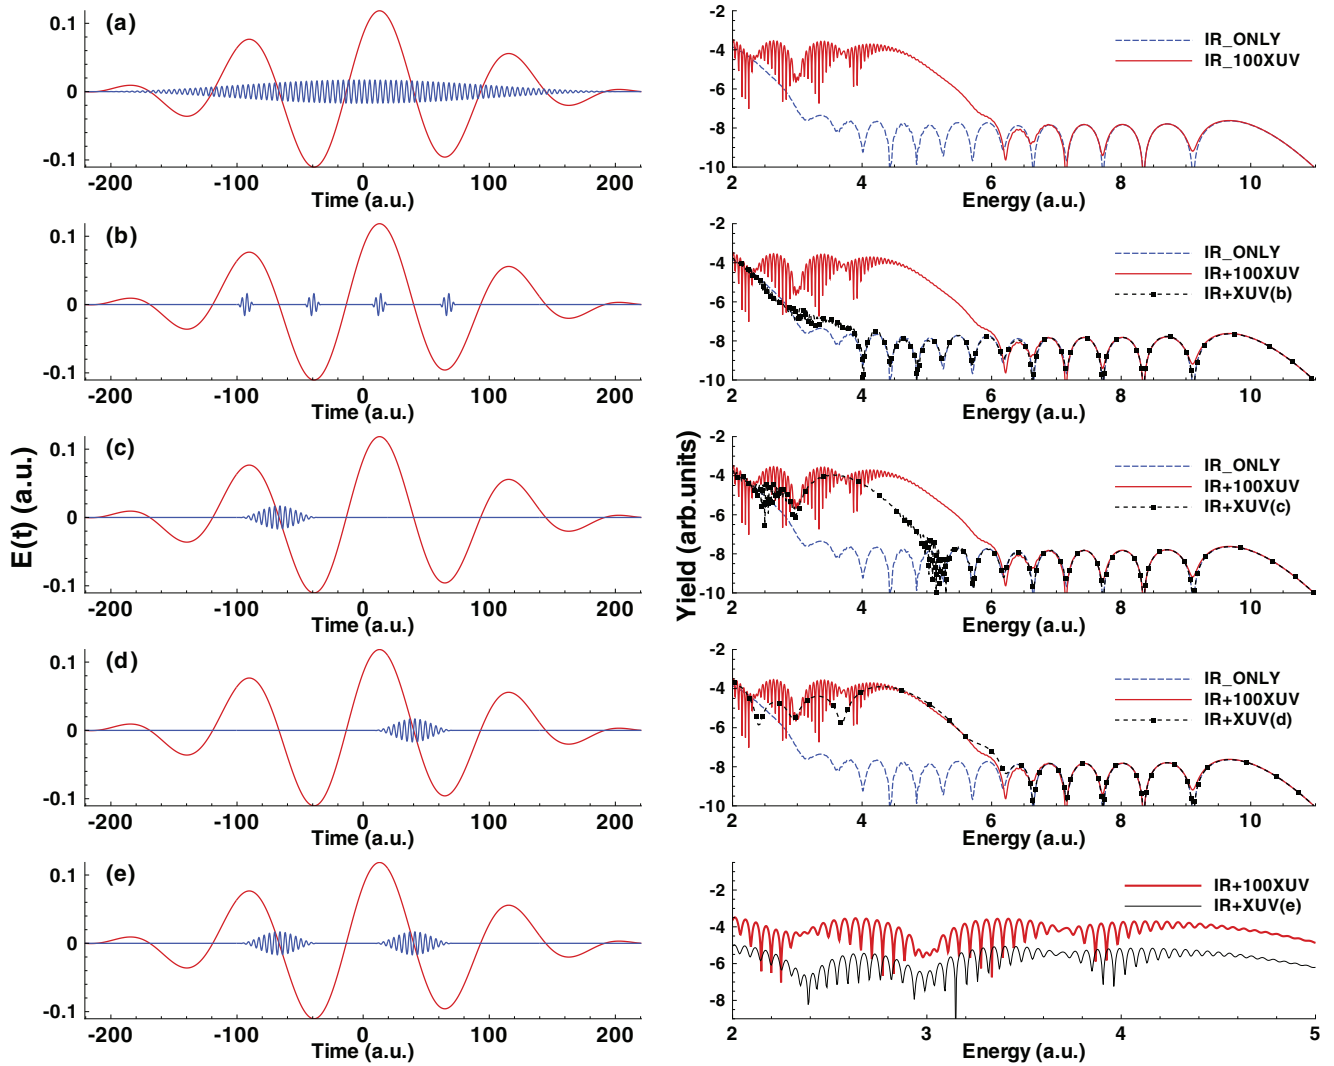 (a)
0.1
0
-0.1
-200
-100
0
100
200
Time (a.u.)
-2
-4
-6
-8
-10
2
4
6
8
10
Energy (a.u.)
IR_ONLY
IR_100XUV
(b)
0.1
0
-0.1
-200
-100
0
100
200
Time (a.u.)
-2
-4
-6
-8
-10
2
4
6
8
10
Energy (a.u.)
IR_ONLY
IR+100XUV
IR+XUV(b)
E(t) (a.u.)
(c)
0.1
0
-0.1
-200
-100
0
100
200
Time (a.u.)
Yield (arb.units)
-2
-4
-6
-8
-10
2
4
6
8
10
Energy (a.u.)
IR_ONLY
IR+100XUV
IR+XUV(c)
(d)
0.1
0
-0.1
-200
-100
0
100
200
Time (a.u.)
-2
-4
-6
-8
-10
2
4
6
8
10
Energy (a.u.)
IR_ONLY
IR+100XUV
IR+XUV(d)
(e)
0.1
0
-0.1
-200
-100
0
100
200
Time (a.u.)
-2
-4
-6
-8
2
3
4
5
Energy (a.u.)
IR+100XUV
IR+XUV(e)